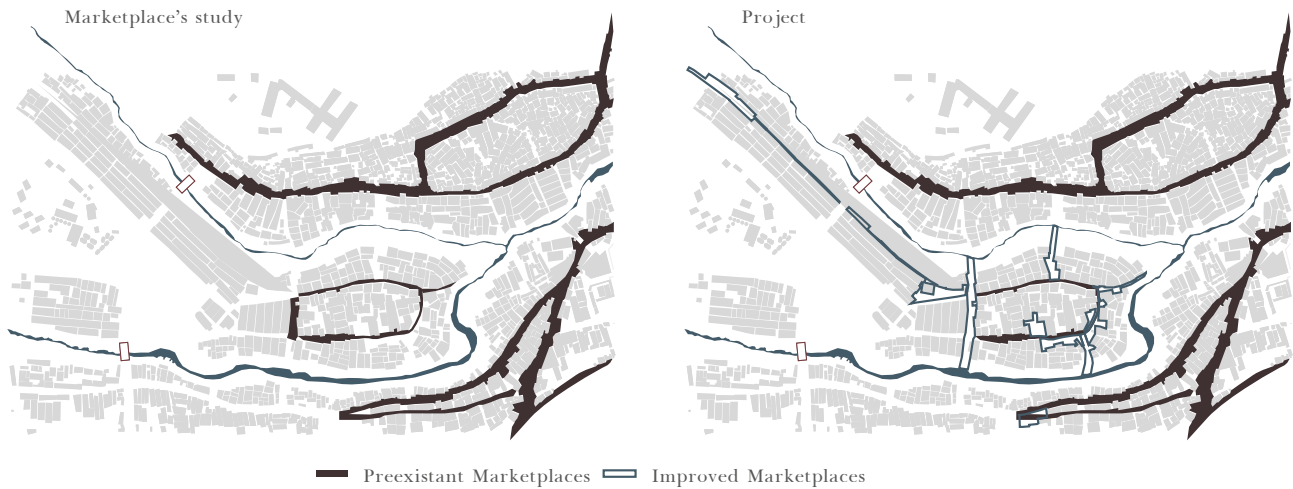 Marketplace's study
Project
Preexistant Marketplaces
Improved Marketplaces